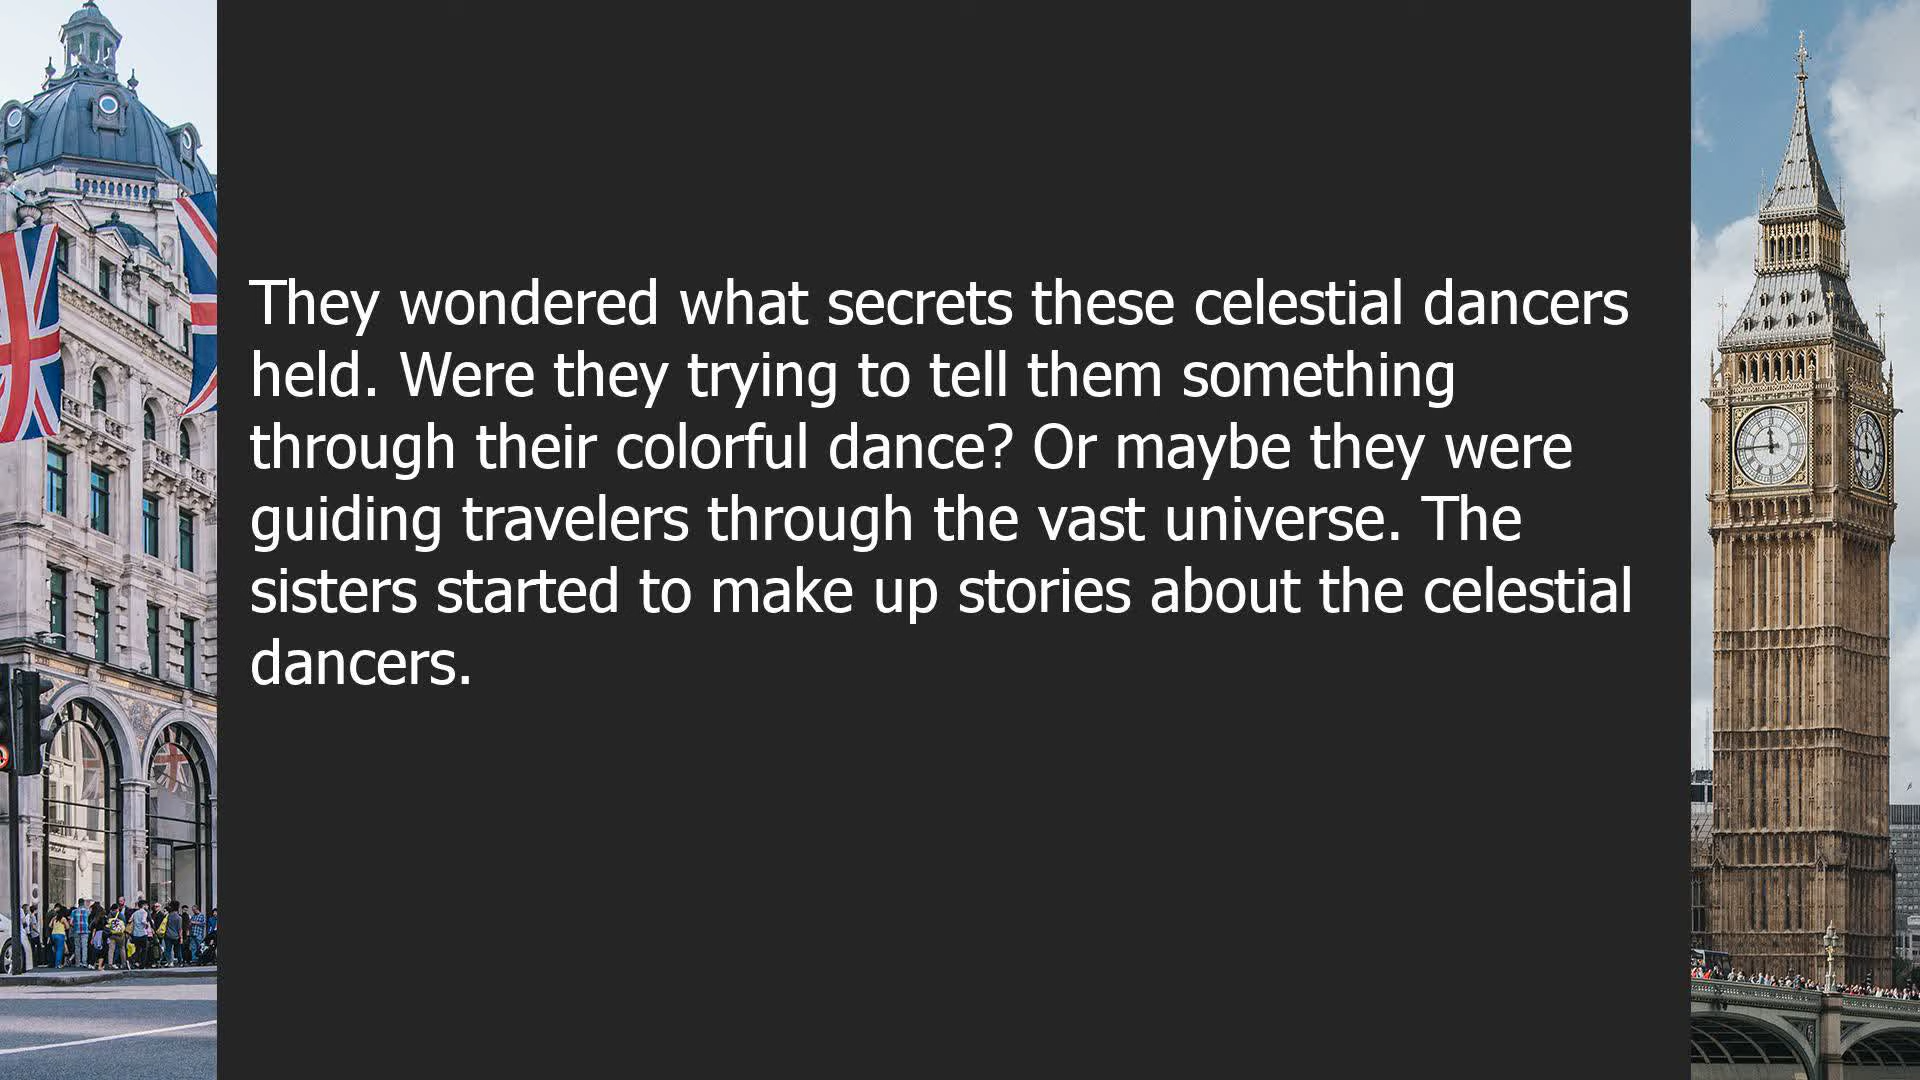 They wondered what secrets these celestial dancers
held. Were they trying to tell them something
through their colorful dance? Or maybe they were
guiding travelers through the vast universe. The
sisters started to make up stories about the celestial
dancers.